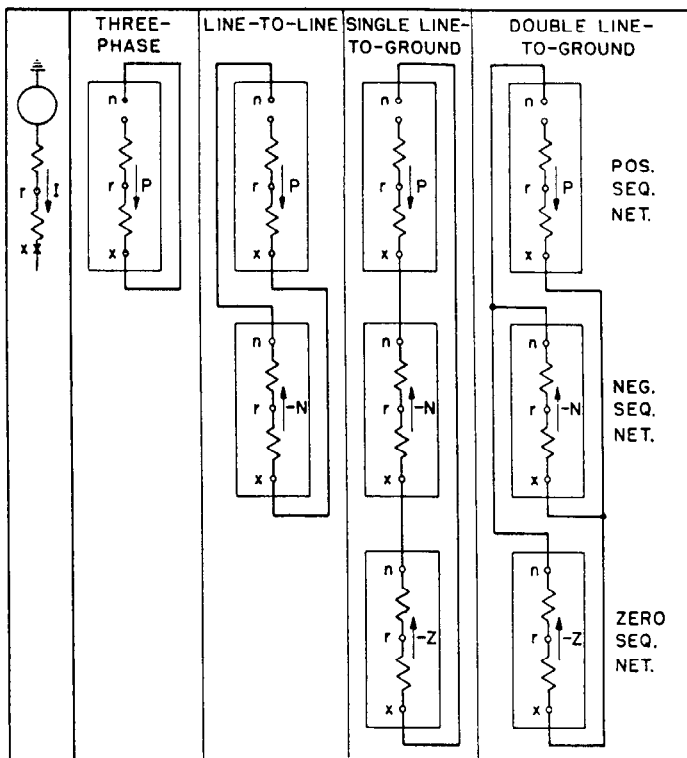 THREE-
PHASE
LINE-TO-LINE
SINGLE LINE-
TO-GROUND
DOUBLE LINE-
TO-GROUND
r
I
x
x
n
r
P
x
n
r
P
x
n
r
P
x
n
r
P
x
POS.
SEQ.
NET.
n
r
-N
x
n
r
-N
x
n
r
-N
x
NEG.
SEQ.
NET.
n
r
-Z
x
n
r
-Z
x
ZERO
SEQ.
NET.